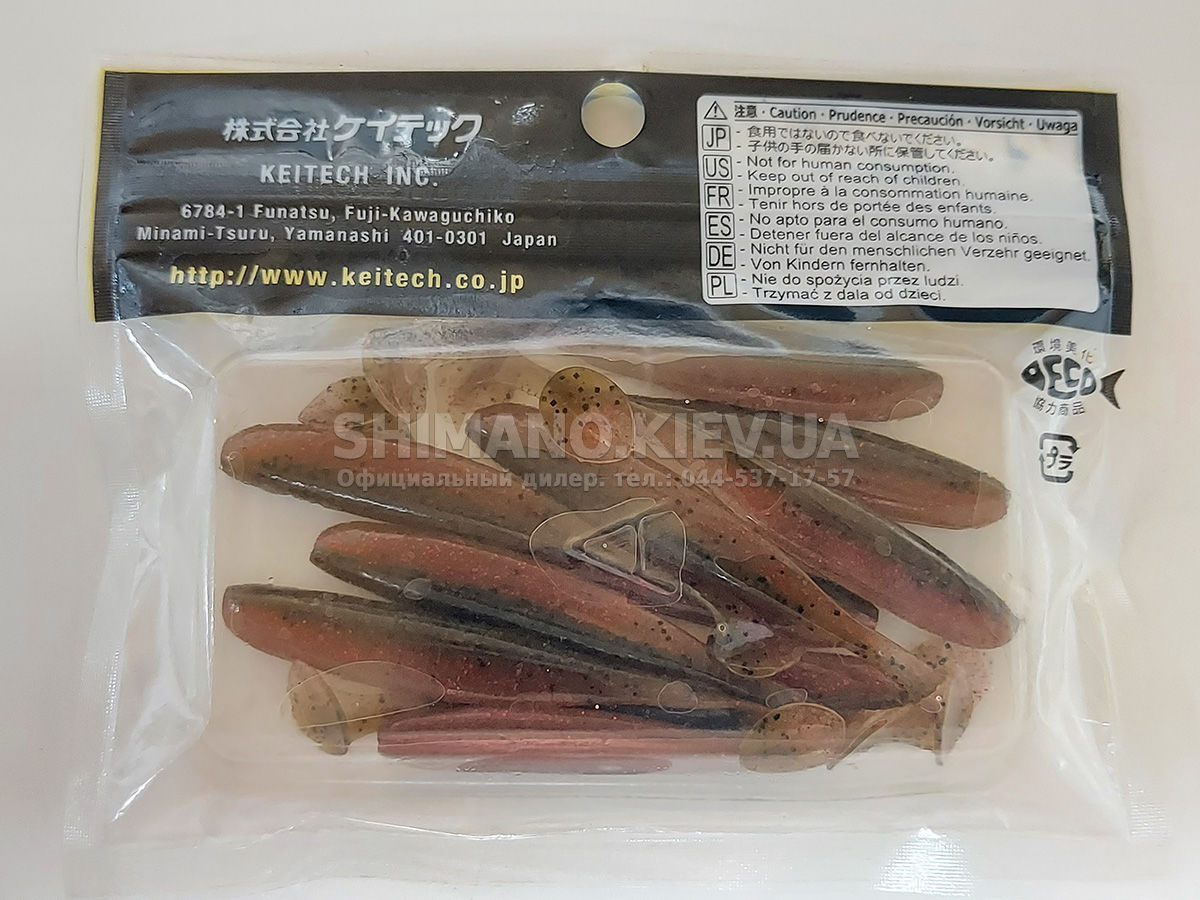 株式会社ケイテック
KEITECH INC.
6784-1 Funatsu, Fuji-Kawaguchiko
Minami-Tsuru, Yamanashi 401-0301 Japan
http://www.keitech.co.jp
注意・Caution・Prudence・Precaución・Vorsicht・Uwaga
JP - 食用ではないので食べないでください。
- 子供の手の届かない所に保管してください。
US - Not for human consumption.
- Keep out of reach of children.
FR - Impropre à la consommation humaine.
- Tenir hors de portée des enfants.
ES - No apto para el consumo humano.
- Detener fuera del alcance de los niños.
DE - Nicht für den menschlichen Verzehr geeignet.
- Von Kindern fernhalten.
PL - Nie do spożycia przez ludzi.
- Trzymać z dala od dzieci.
環境美化
ECO
協力商品
プラ
SHIMANO.KIEV.UA
Официальный дилер. тел.: 044-537-17-57